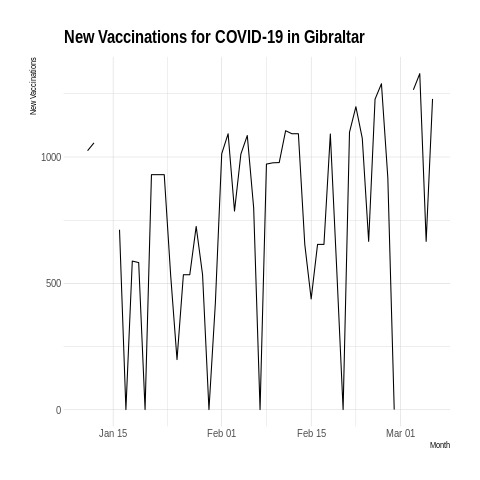 New Vaccinations for COVID-19 in Gibraltar
New Vaccinations
1000
500
0
Jan 15
Feb 01
Feb 15
Mar 01
Month